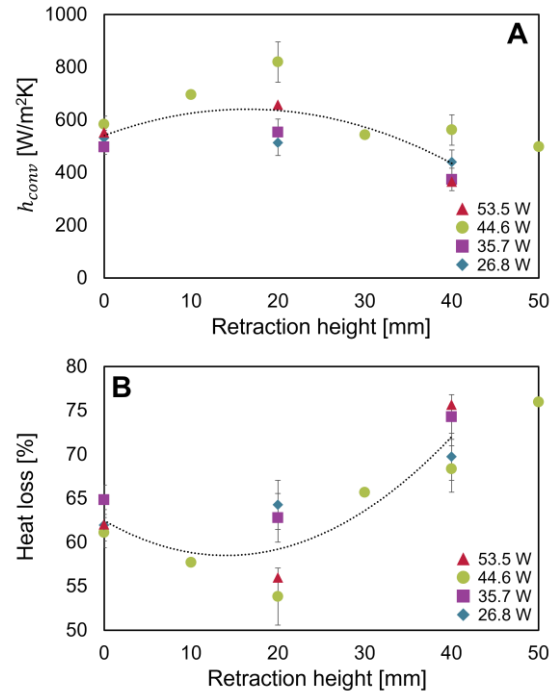 A
1000
800
600
400
200
0
h_conv [W/m²K]
53.5 W
44.6 W
35.7 W
26.8 W
0 10 20 30 40 50
Retraction height [mm]
B
80
75
70
65
60
55
50
Heat loss [%]
53.5 W
44.6 W
35.7 W
26.8 W
0 10 20 30 40 50
Retraction height [mm]